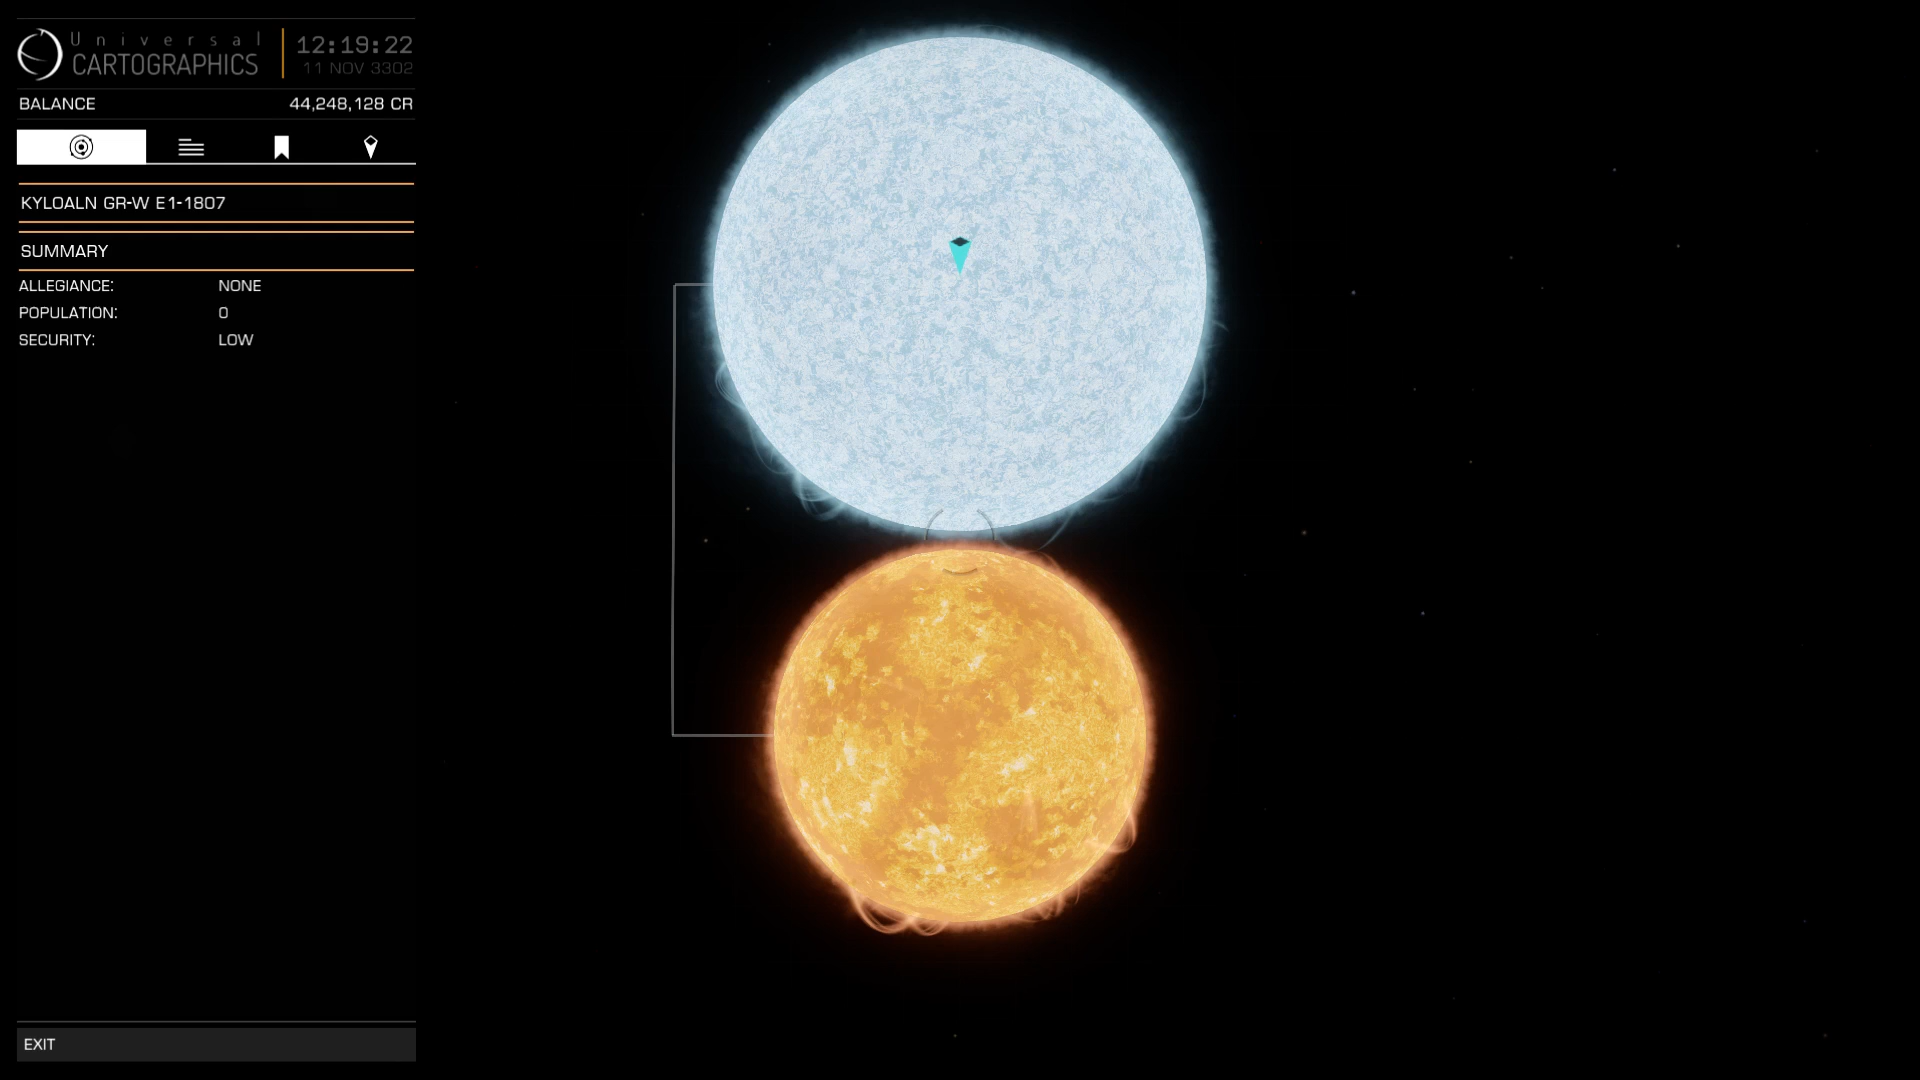 Universal
CARTOGRAPHICS
12:19:22
11 NOV 3302
BALANCE 44,248,128 CR
KYLOALN GR-W E1-1807
SUMMARY
ALLEGIANCE: NONE
POPULATION: 0
SECURITY: LOW
EXIT